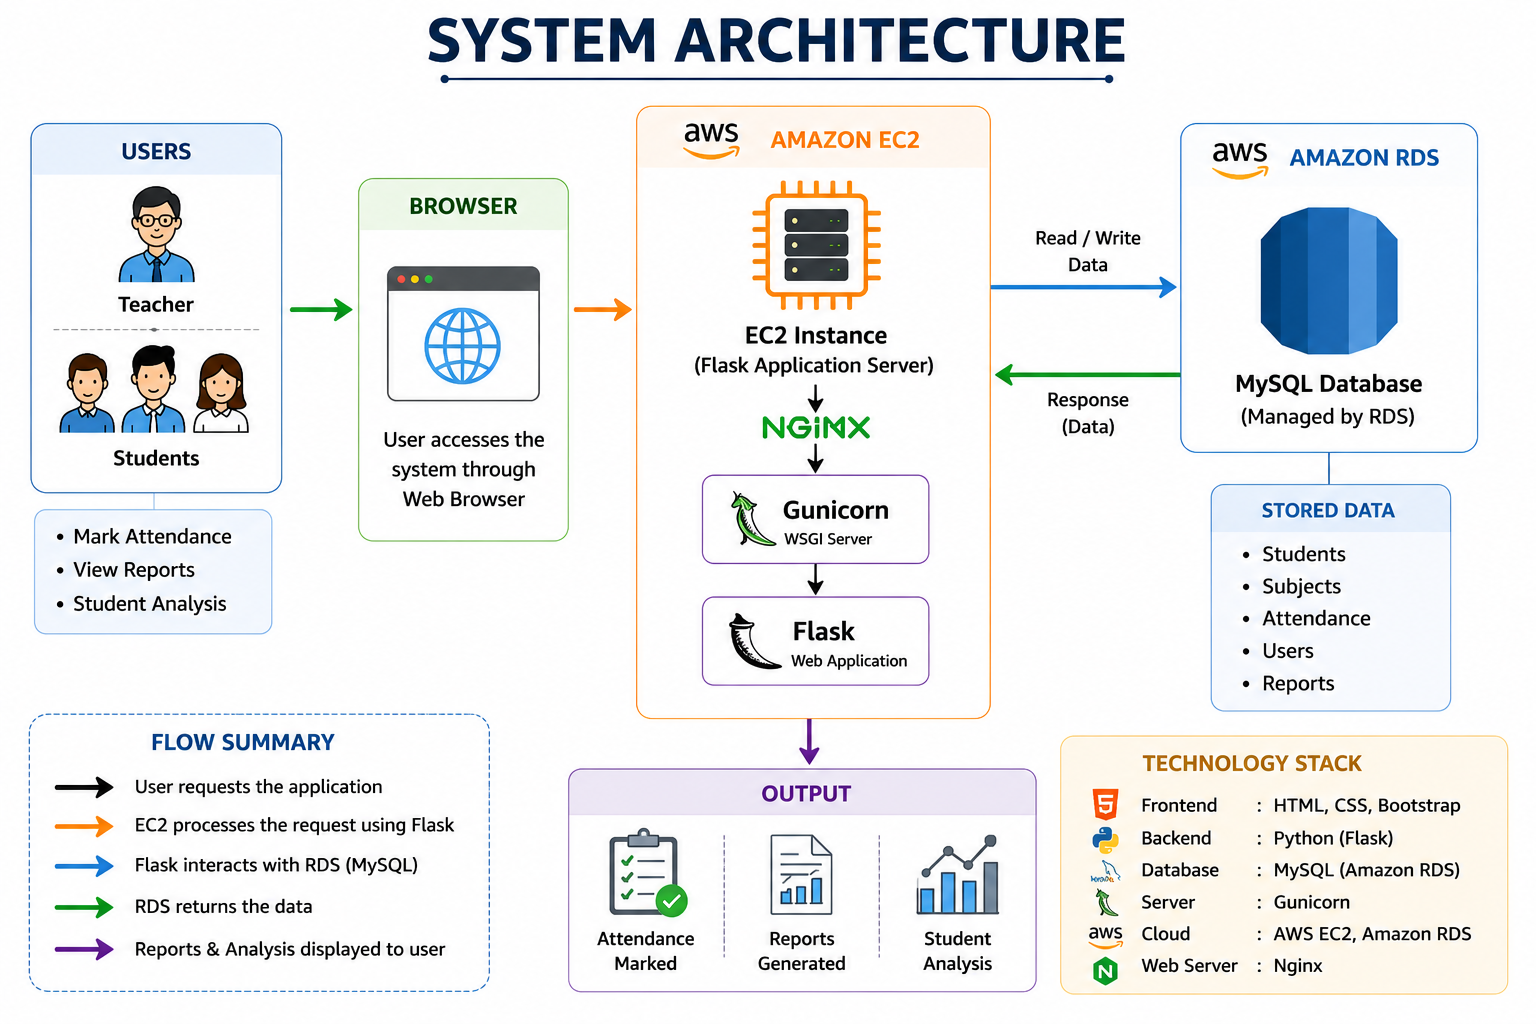 SYSTEM ARCHITECTURE
USERS
Teacher
Students
• Mark Attendance
• View Reports
• Student Analysis
BROWSER
User accesses the
system through
Web Browser
aws AMAZON EC2
EC2 Instance
(Flask Application Server)
NGiMX
Gunicorn
WSGI Server
Flask
Web Application
Read / Write
Data
Response
(Data)
aws AMAZON RDS
MySQL Database
(Managed by RDS)
STORED DATA
• Students
• Subjects
• Attendance
• Users
• Reports
FLOW SUMMARY
User requests the application
EC2 processes the request using Flask
Flask interacts with RDS (MySQL)
RDS returns the data
Reports & Analysis displayed to user
OUTPUT
Attendance
Marked
Reports
Generated
Student
Analysis
TECHNOLOGY STACK
5 Frontend : HTML, CSS, Bootstrap
Backend : Python (Flask)
Database : MySQL (Amazon RDS)
Server : Gunicorn
aws Cloud : AWS EC2, Amazon RDS
N Web Server : Nginx